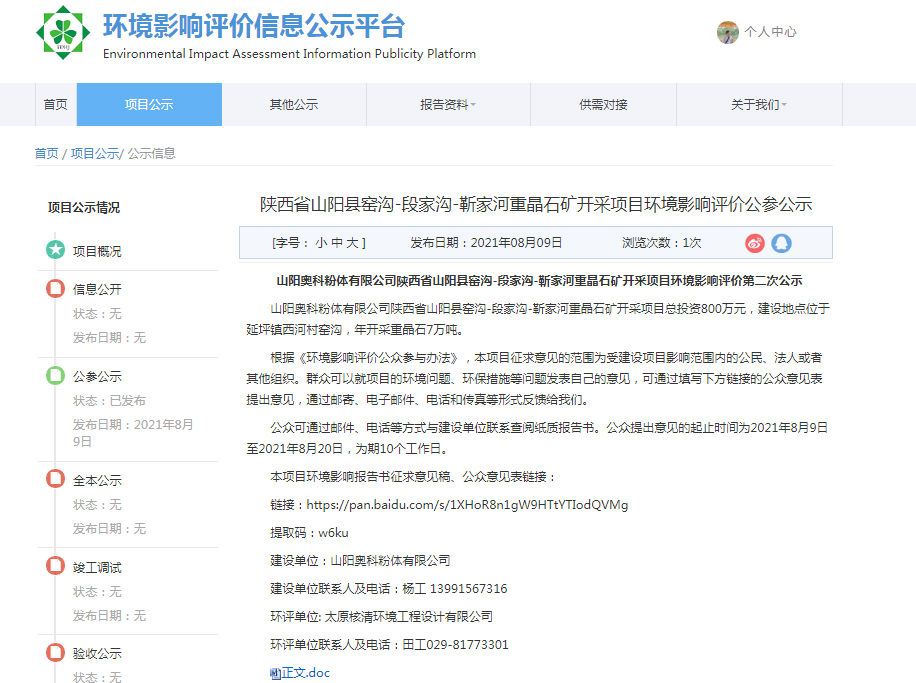 环境影响评价信息公示平台
Environmental Impact Assessment Information Publicity Platform
个人中心
首页 项目公示 其他公示 报告资料 供需对接 关于我们
首页 / 项目公示/ 公示信息
项目公示情况
项目概况
信息公开
状态：无
发布日期：无
公参公示
状态：已发布
发布日期：2021年8月
9日
全本公示
状态：无
发布日期：无
竣工调试
状态：无
发布日期：无
验收公示
状态：无
陕西省山阳县窑沟-段家沟-靳家河重晶石矿开采项目环境影响评价公参公示
[字号： 小 中 大 ] 发布日期：2021年08月09日 浏览次数：1次
山阳奥科粉体有限公司陕西省山阳县窑沟-段家沟-靳家河重晶石矿开采项目环境影响评价第二次公示
山阳奥科粉体有限公司陕西省山阳县窑沟-段家沟-靳家河重晶石矿开采项目总投资800万元，建设地点位于
延坪镇西河村窑沟，年开采重晶石7万吨。
根据《环境影响评价公众参与办法》，本项目征求意见的范围为受建设项目影响范围内的公民、法人或者
其他组织。群众可以就项目的环境问题、环保措施等问题发表自己的意见，可通过填写下方链接的公众意见表
提出意见，通过邮寄、电子邮件、电话和传真等形式反馈给我们。
公众可通过邮件、电话等方式与建设单位联系查阅纸质报告书。公众提出意见的起止时间为2021年8月9日
至2021年8月20日，为期10个工作日。
本项目环境影响报告书征求意见稿、公众意见表链接：
链接：https://pan.baidu.com/s/1XHoR8n1gW9HTtYTIodQVMg
提取码：w6ku
建设单位：山阳奥科粉体有限公司
建设单位联系人及电话：杨工 13991567316
环评单位: 太原核清环境工程设计有限公司
环评单位联系人及电话：田工029-81773301
正文.doc